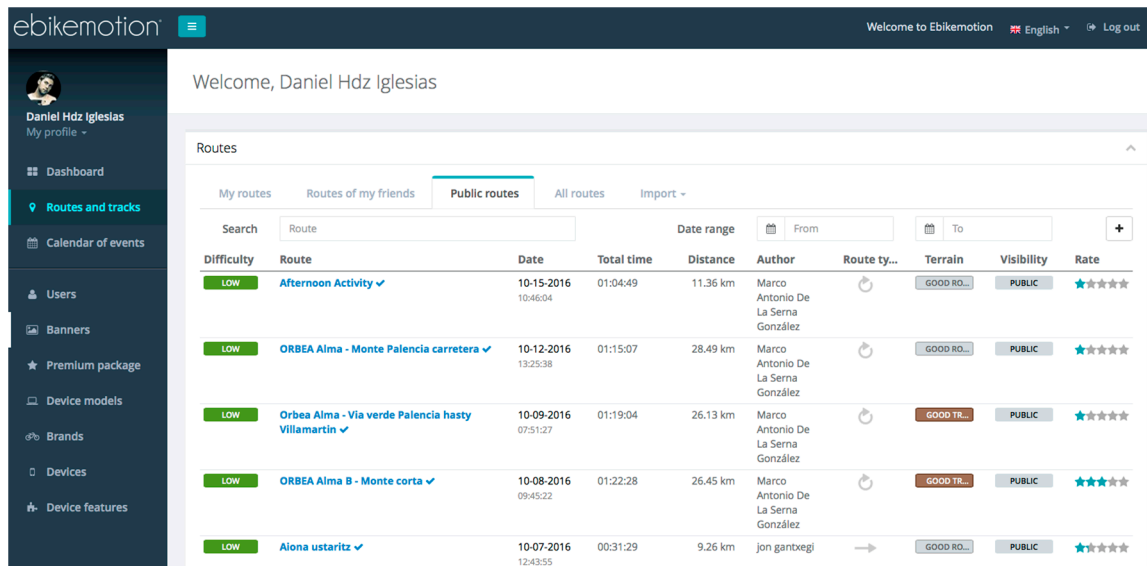 ebikemotion
Welcome to Ebikemotion English Log out
Daniel Hdz Iglesias
My profile
Dashboard
Routes and tracks
Calendar of events
Users
Banners
Premium package
Device models
Brands
Devices
Device features
Welcome, Daniel Hdz Iglesias
Routes
My routes Routes of my friends Public routes All routes Import
Search Route Date range From To +
Difficulty Route Date Total time Distance Author Route ty... Terrain Visibility Rate
LOW Afternoon Activity 10-15-2016 01:04:49 11.36 km Marco GOOD RO... PUBLIC
10:46:04 Antonio De
La Serna
González
LOW ORBEA Alma - Monte Palencia carretera 10-12-2016 01:15:07 28.49 km Marco GOOD RO... PUBLIC
13:25:38 Antonio De
La Serna
González
LOW Orbea Alma - Via verde Palencia hasty 10-09-2016 01:19:04 26.13 km Marco GOOD TR... PUBLIC
Villamartin 07:51:27 Antonio De
La Serna
González
LOW ORBEA Alma B - Monte corta 10-08-2016 01:22:28 26.45 km Marco GOOD TR... PUBLIC
09:45:22 Antonio De
La Serna
González
LOW Aiona ustaritz 10-07-2016 00:31:29 9.26 km jon gantxegi GOOD RO... PUBLIC
12:43:55